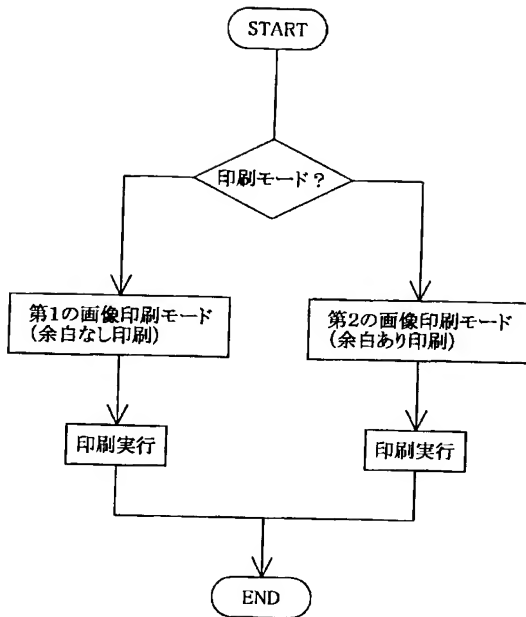 START
印刷モード？
第1の画像印刷モード
(余白なし印刷)
第2の画像印刷モード
(余白あり印刷)
印刷実行
印刷実行
END